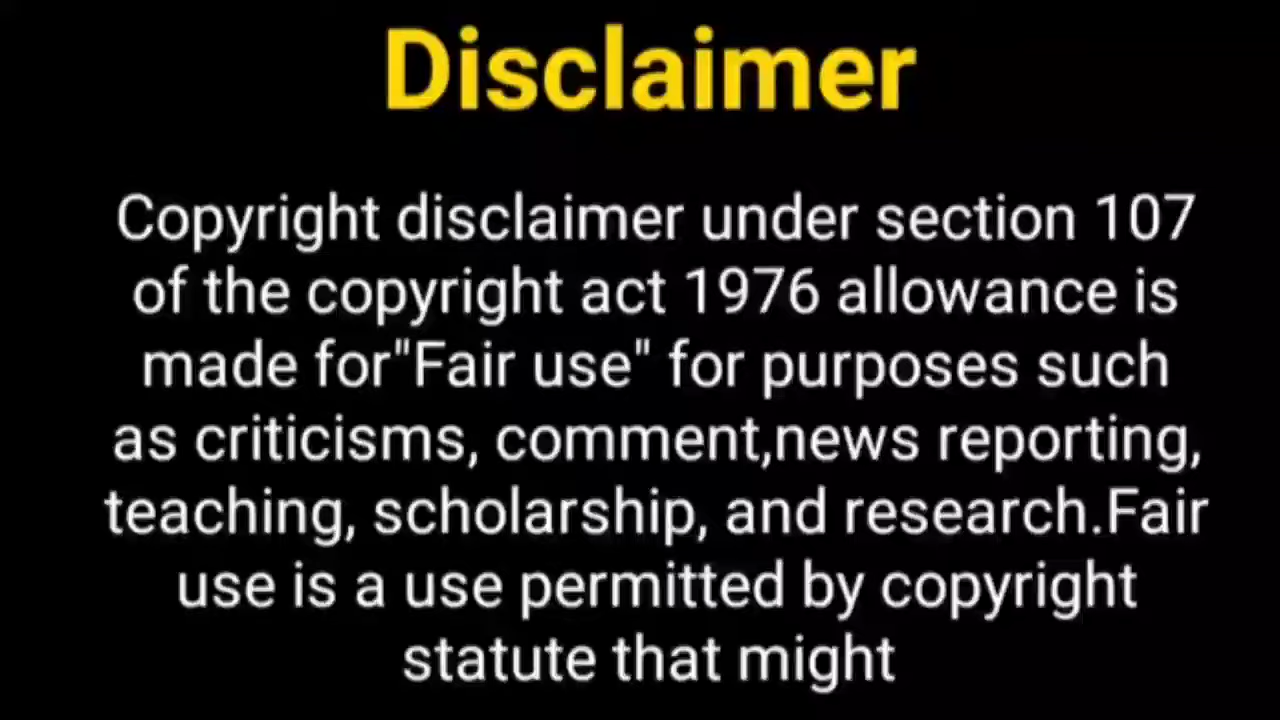 Disclaimer
Copyright disclaimer under section 107
of the copyright act 1976 allowance is
made for"Fair use" for purposes such
as criticisms, comment,news reporting,
teaching, scholarship, and research.Fair
use is a use permitted by copyright
statute that might